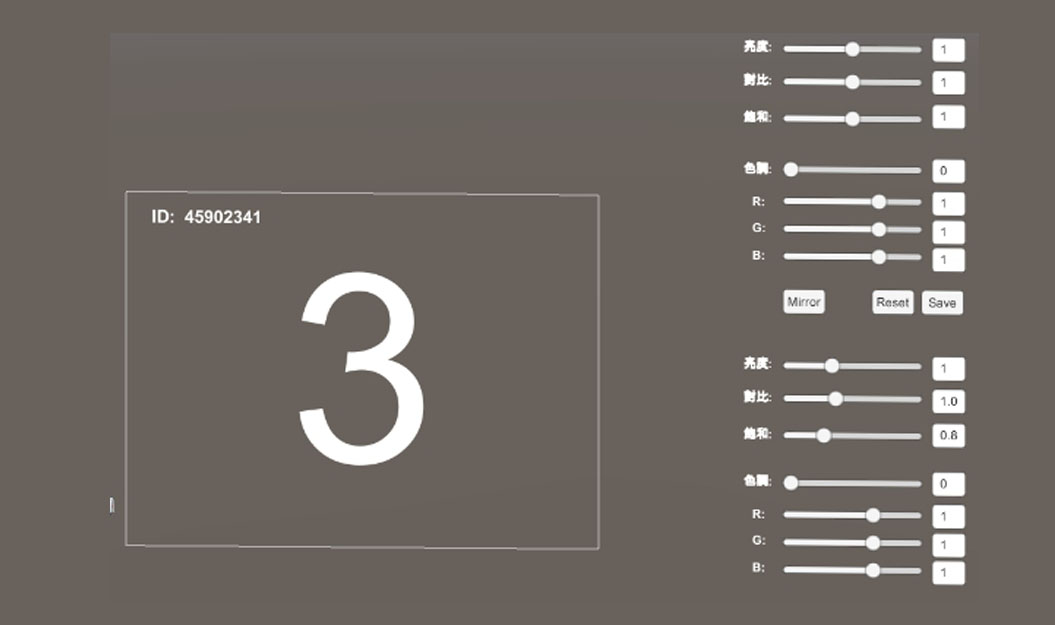 ID: 45902341
3
亮度: 1
對比: 1
飽和: 1
色調: 0
R: 1
G: 1
B: 1
Mirror Reset Save
亮度: 1
對比: 1.0
飽和: 0.8
色調: 0
R: 1
G: 1
B: 1